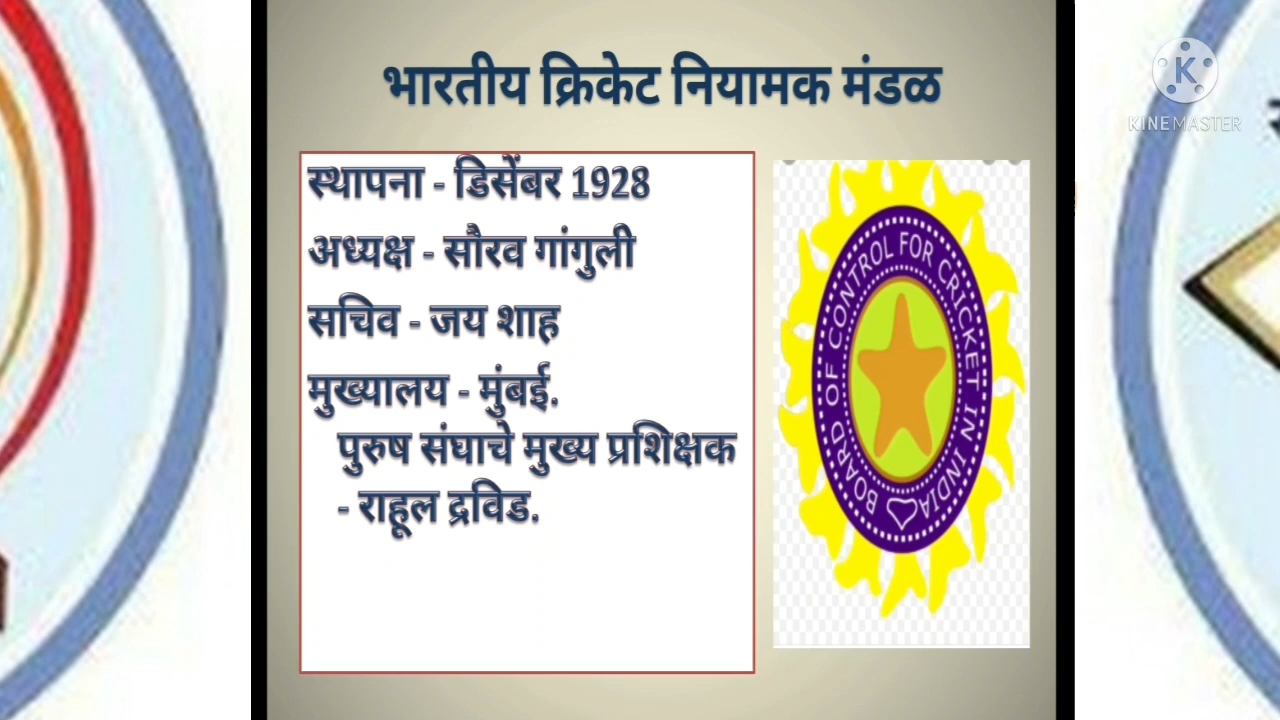 भारतीय क्रिकेट नियामक मंडळ
स्थापना - डिसेंबर 1928
अध्यक्ष - सौरव गांगुली
सचिव - जय शाह
मुख्यालय - मुंबई.
पुरुष संघाचे मुख्य प्रशिक्षक
- राहूल द्रविड.
BOARD OF CONTROL FOR CRICKET IN INDIA
K
KINEMASTER